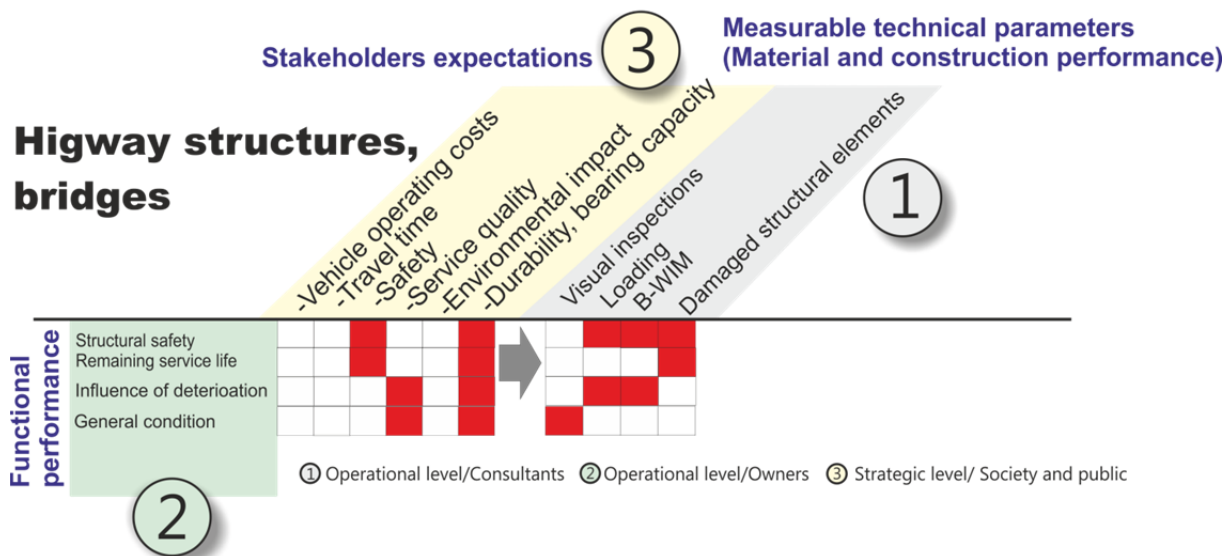 Stakeholders expectations
3
Measurable technical parameters
(Material and construction performance)
Higway structures,
bridges
-Vehicle operating costs
-Travel time
-Safety
-Service quality
-Environmental impact
-Durability, bearing capacity
Visual inspections
Loading
B-WIM
Damaged structural elements
1
Functional
performance
Structural safety
Remaining service life
Influence of deterioation
General condition
2
1 Operational level/Consultants
2 Operational level/Owners
3 Strategic level/ Society and public